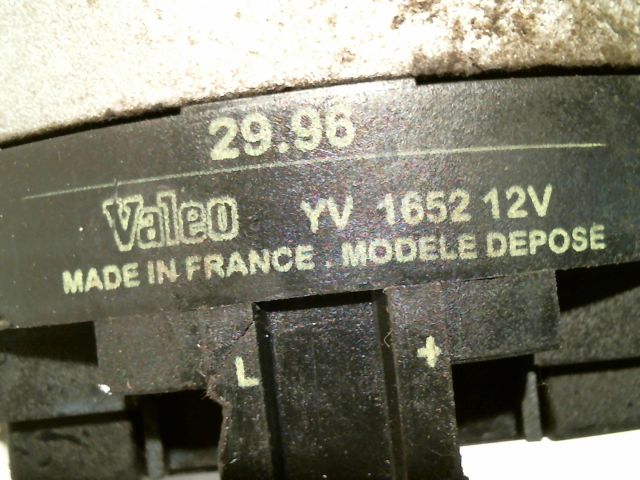 29.96
Valeo YV 1652 12V
MADE IN FRANCE . MODELE DEPOSE
L +